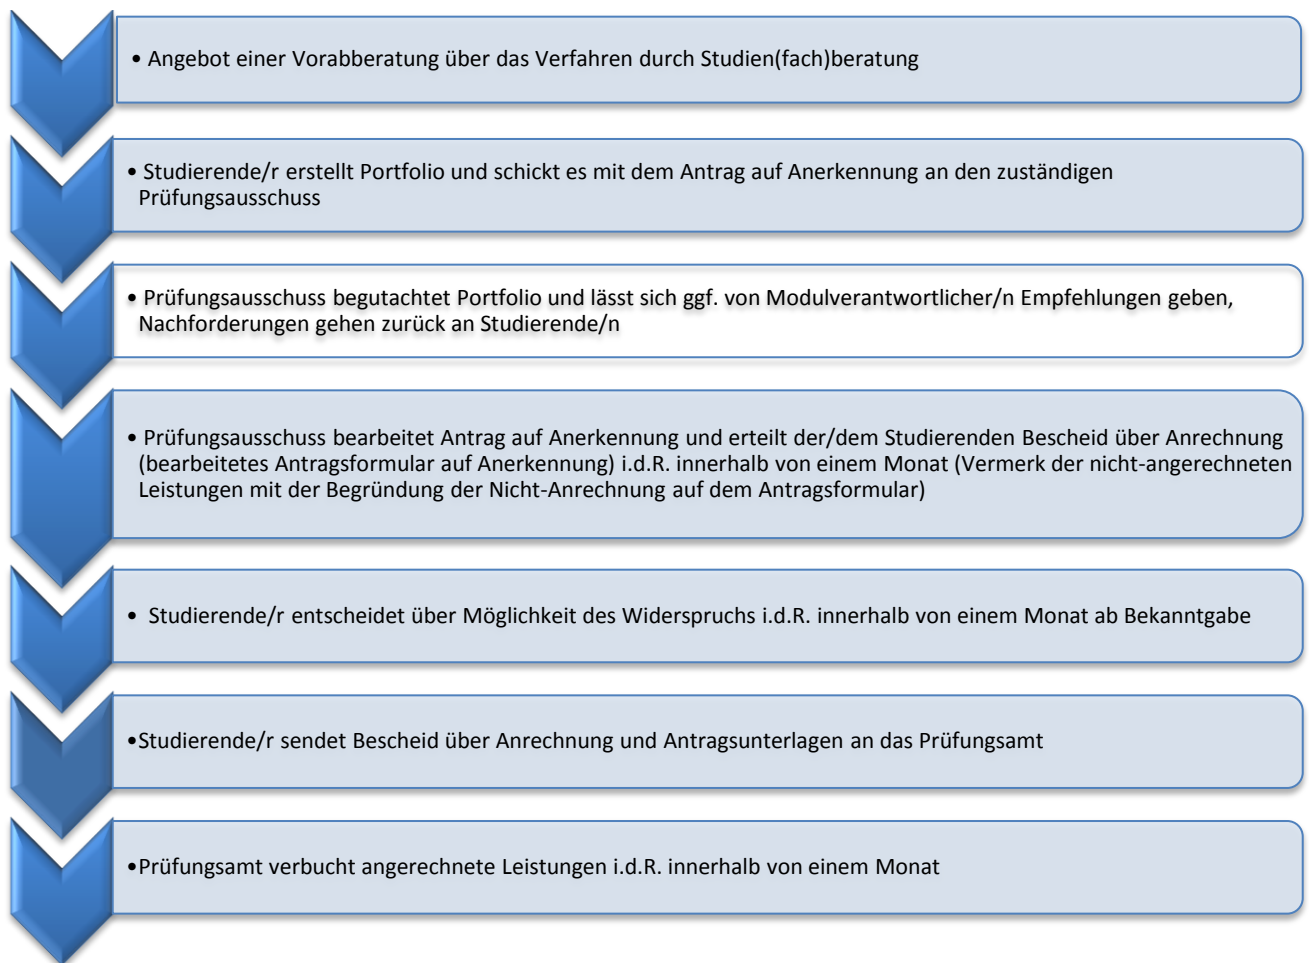 • Angebot einer Vorabberatung über das Verfahren durch Studien(fach)beratung
• Studierende/r erstellt Portfolio und schickt es mit dem Antrag auf Anerkennung an den zuständigen
Prüfungsausschuss
• Prüfungsausschuss begutachtet Portfolio und lässt sich ggf. von Modulverantwortlicher/n Empfehlungen geben,
Nachforderungen gehen zurück an Studierende/n
• Prüfungsausschuss bearbeitet Antrag auf Anerkennung und erteilt der/dem Studierenden Bescheid über Anrechnung
(bearbeitetes Antragsformular auf Anerkennung) i.d.R. innerhalb von einem Monat (Vermerk der nicht-angerechneten
Leistungen mit der Begründung der Nicht-Anrechnung auf dem Antragsformular)
• Studierende/r entscheidet über Möglichkeit des Widerspruchs i.d.R. innerhalb von einem Monat ab Bekanntgabe
•Studierende/r sendet Bescheid über Anrechnung und Antragsunterlagen an das Prüfungsamt
•Prüfungsamt verbucht angerechnete Leistungen i.d.R. innerhalb von einem Monat